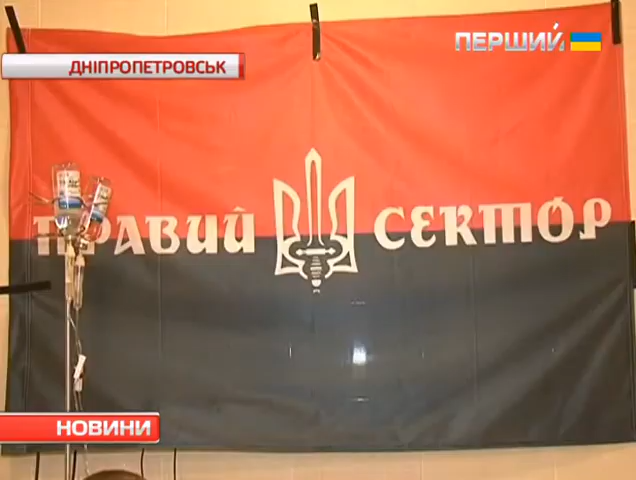 ПЕРШИЙ
ДНІПРОПЕТРОВСЬК
ПРАВИЙ СЕКТОР
НОВИНИ